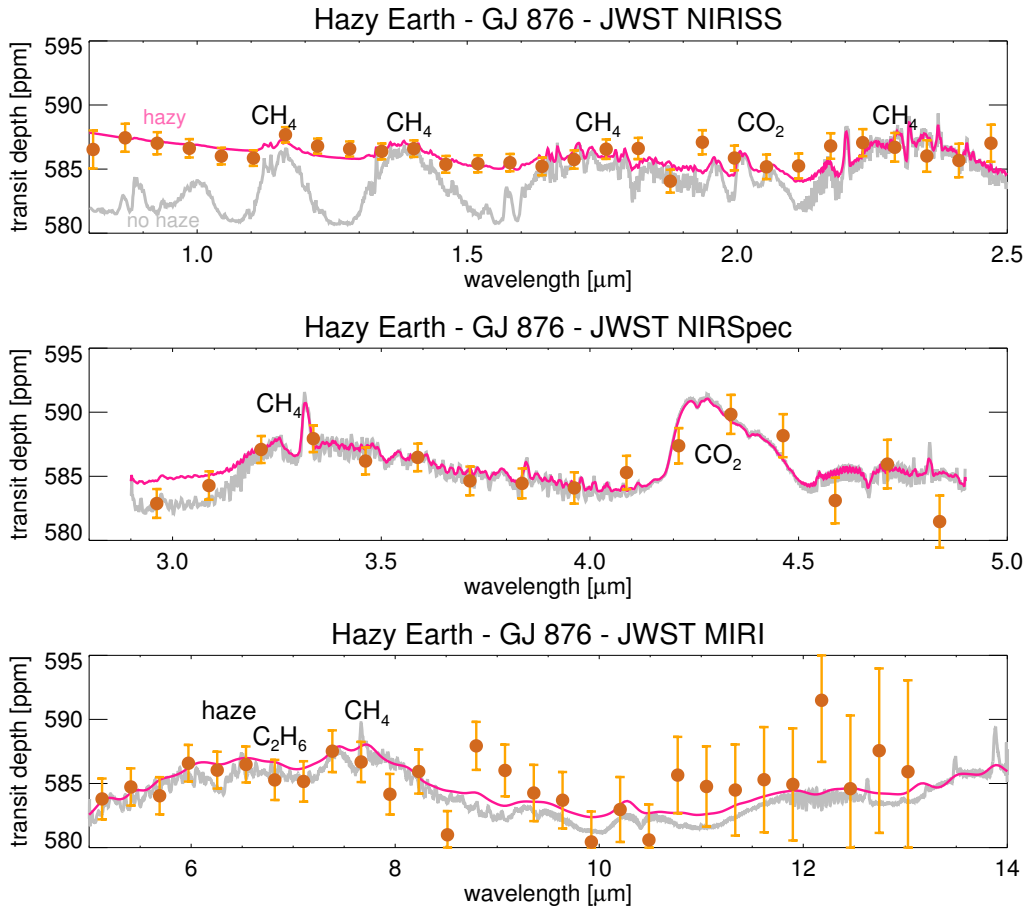 Hazy Earth - GJ 876 - JWST NIRISS
595
590
585
580
transit depth [ppm]
hazy
no haze
CH4
CH4
CH4
CO2
CH4
1.0 1.5 2.0 2.5
wavelength [μm]
Hazy Earth - GJ 876 - JWST NIRSpec
595
590
585
580
transit depth [ppm]
CH4
CO2
3.0 3.5 4.0 4.5 5.0
wavelength [μm]
Hazy Earth - GJ 876 - JWST MIRI
595
590
585
580
transit depth [ppm]
haze
C2H6
CH4
6 8 10 12 14
wavelength [μm]